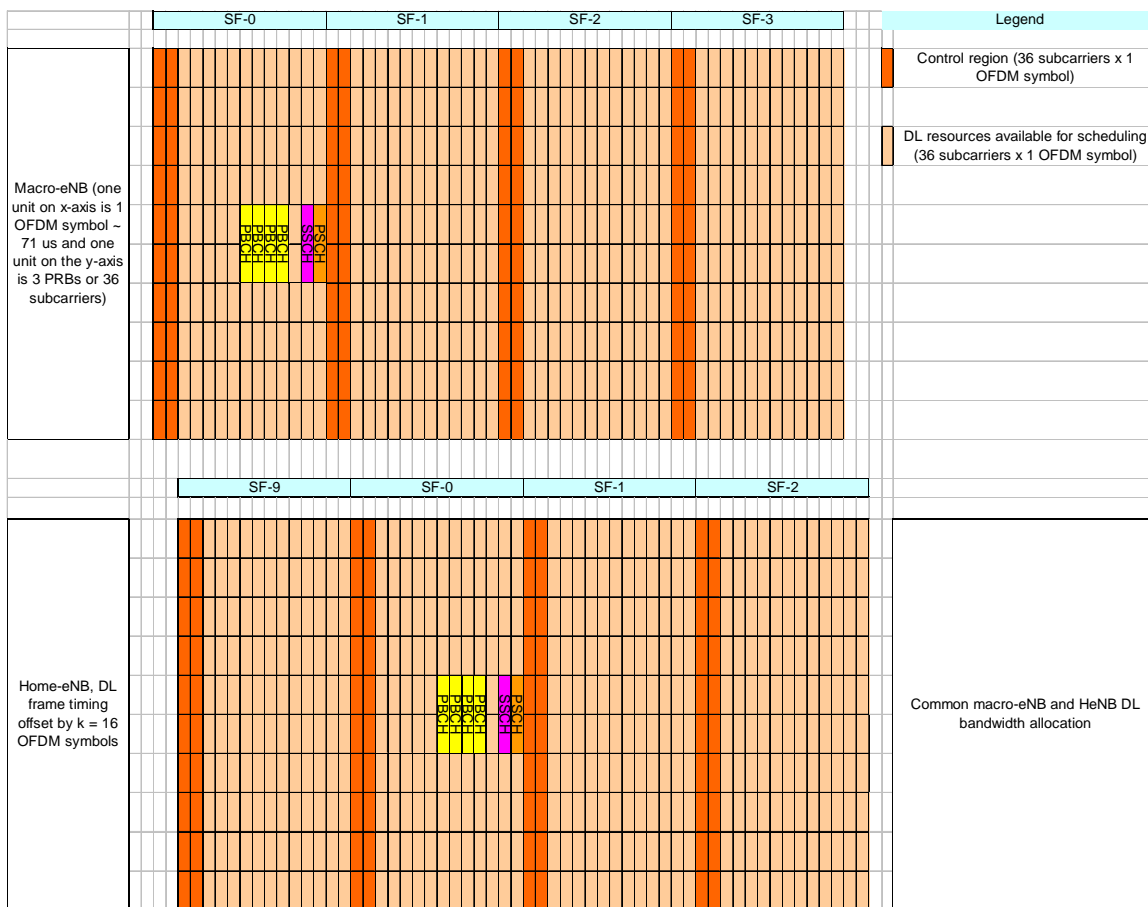 SF-0 SF-1 SF-2 SF-3 Legend
Control region (36 subcarriers x 1
OFDM symbol)
DL resources available for scheduling
(36 subcarriers x 1 OFDM symbol)
Macro-eNB (one
unit on x-axis is 1
OFDM symbol ~
71 us and one
unit on the y-axis
is 3 PRBs or 36
subcarriers)
PBCH
PBCH
PBCH
PBCH
SSCH
PSCH
SF-9 SF-0 SF-1 SF-2
Home-eNB, DL
frame timing
offset by k = 16
OFDM symbols
PBCH
PBCH
PBCH
PBCH
SSCH
PSCH
Common macro-eNB and HeNB DL
bandwidth allocation